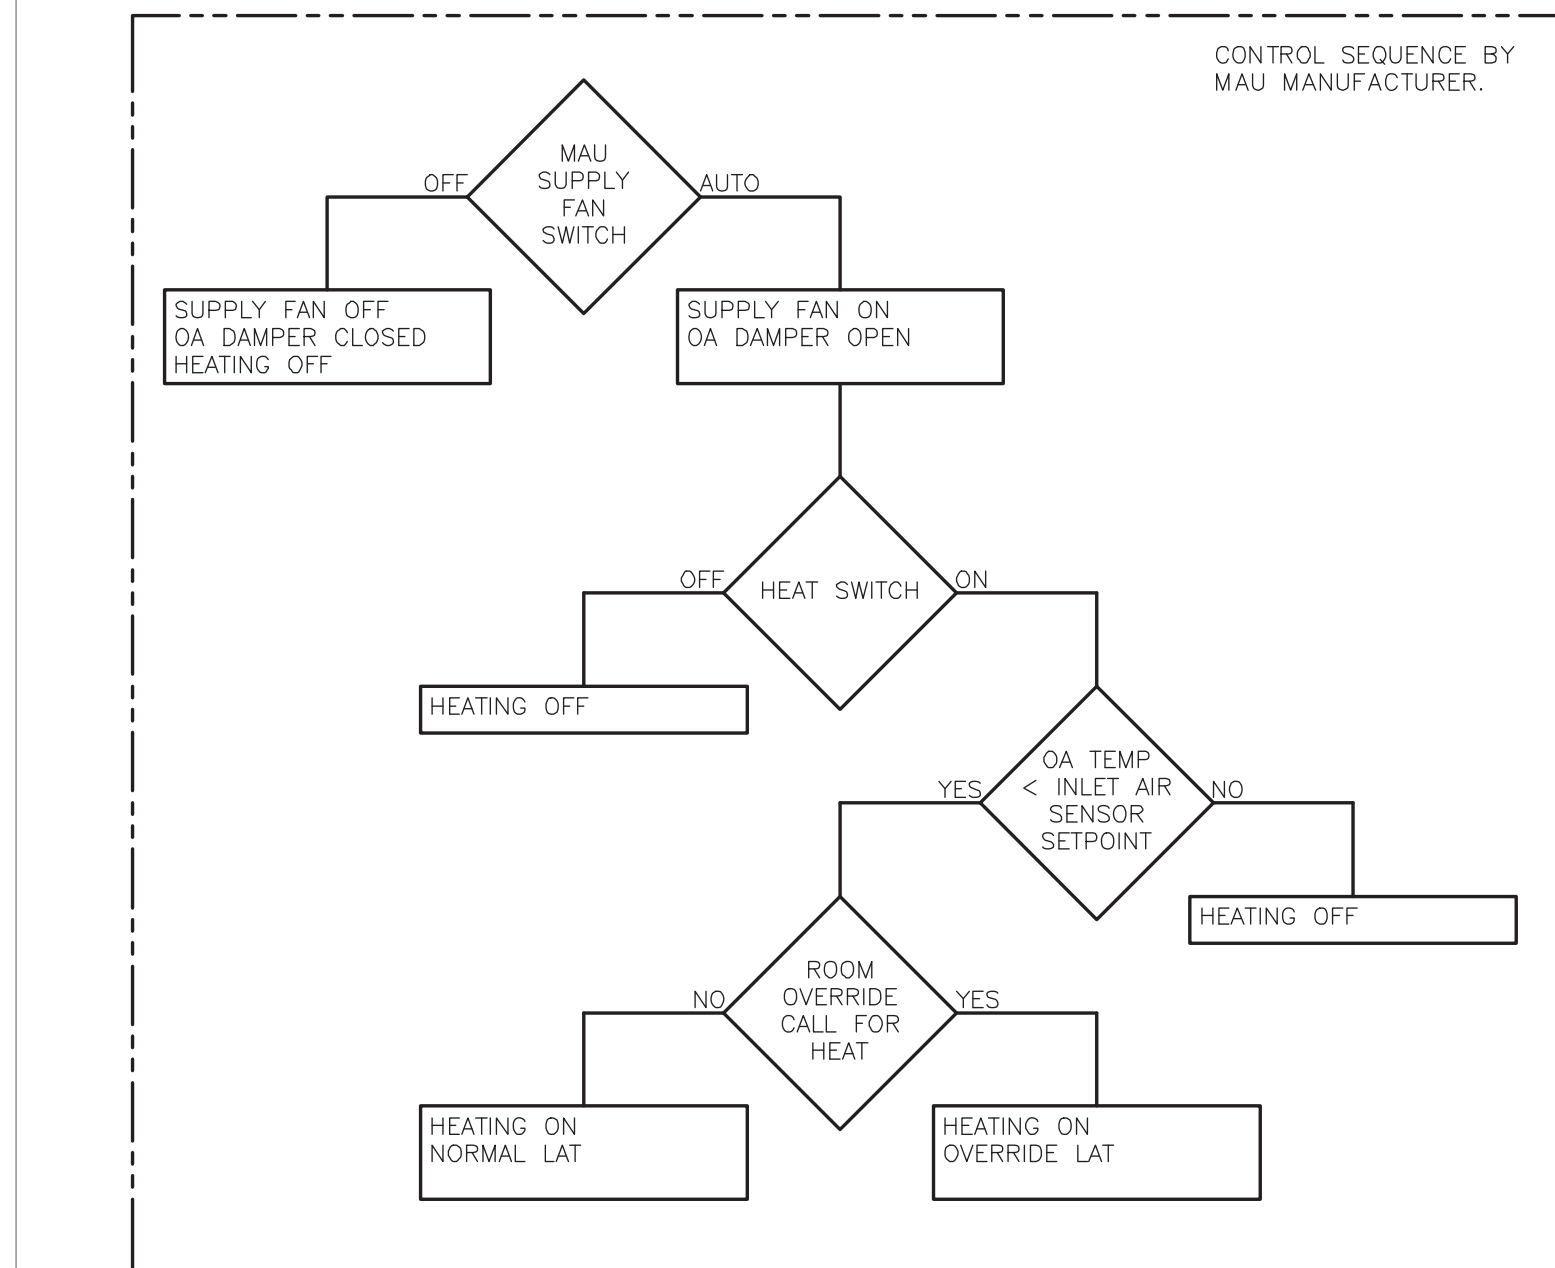 CONTROL SEQUENCE BY
MAU MANUFACTURER.
MAU
SUPPLY
FAN
SWITCH
OFF
AUTO
SUPPLY FAN OFF
OA DAMPER CLOSED
HEATING OFF
SUPPLY FAN ON
OA DAMPER OPEN
HEAT SWITCH
OFF
ON
HEATING OFF
OA TEMP
< INLET AIR
SENSOR
SETPOINT
YES
NO
HEATING OFF
ROOM
OVERRIDE
CALL FOR
HEAT
NO
YES
HEATING ON
NORMAL LAT
HEATING ON
OVERRIDE LAT